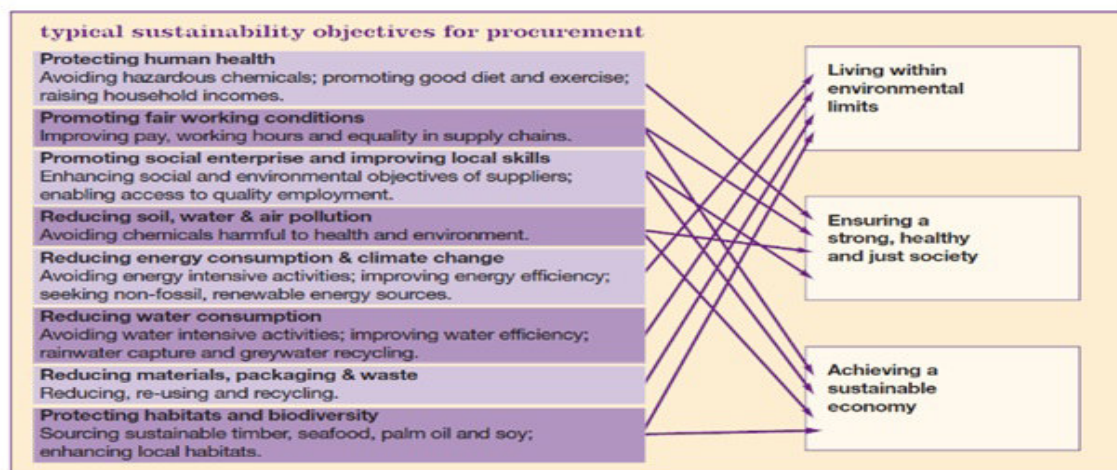 typical sustainability objectives for procurement
Protecting human health
Avoiding hazardous chemicals; promoting good diet and exercise;
raising household incomes.
Promoting fair working conditions
Improving pay, working hours and equality in supply chains.
Promoting social enterprise and improving local skills
Enhancing social and environmental objectives of suppliers;
enabling access to quality employment.
Reducing soil, water & air pollution
Avoiding chemicals harmful to health and environment.
Reducing energy consumption & climate change
Avoiding energy intensive activities; improving energy efficiency;
seeking non-fossil, renewable energy sources.
Reducing water consumption
Avoiding water intensive activities; improving water efficiency;
rainwater capture and greywater recycling.
Reducing materials, packaging & waste
Reducing, re-using and recycling.
Protecting habitats and biodiversity
Sourcing sustainable timber, seafood, palm oil and soy;
enhancing local habitats.
Living within
environmental
limits
Ensuring a
strong, healthy
and just society
Achieving a
sustainable
economy